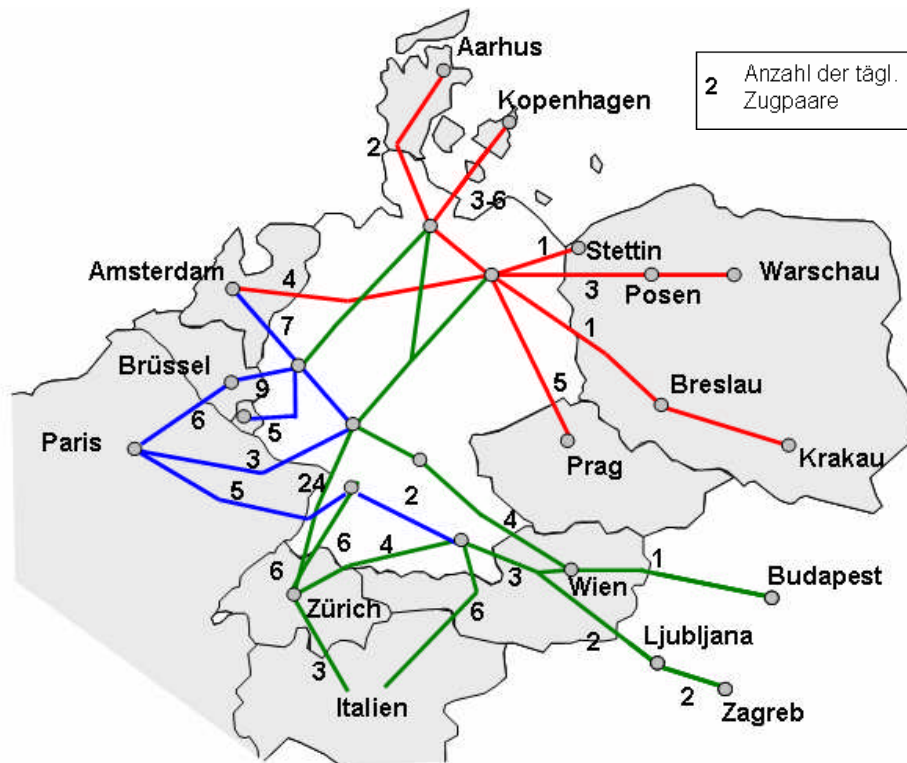 Aarhus
2 Anzahl der tägl.
Zugpaare
Kopenhagen
2
3-6
1
Stettin
Amsterdam
4
3
Posen
Warschau
7
1
Brüssel
9
5
Breslau
6
5
Paris
3
Prag
Krakau
24
2
5
4
6
4
3
1
6
Wien
Budapest
Zürich
6
2
Ljubljana
3
2
Italien
Zagreb